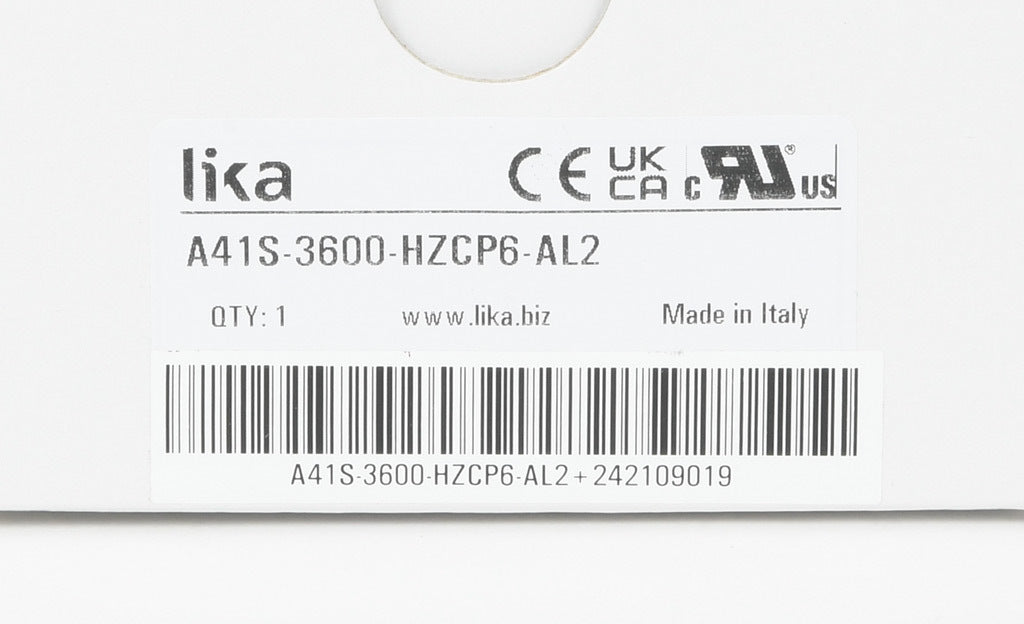 lika CE UK CA c RU ® US
A41S-3600-HZCP6-AL2
QTY: 1 www.lika.biz Made in Italy
A41S-3600-HZCP6-AL2+242109019